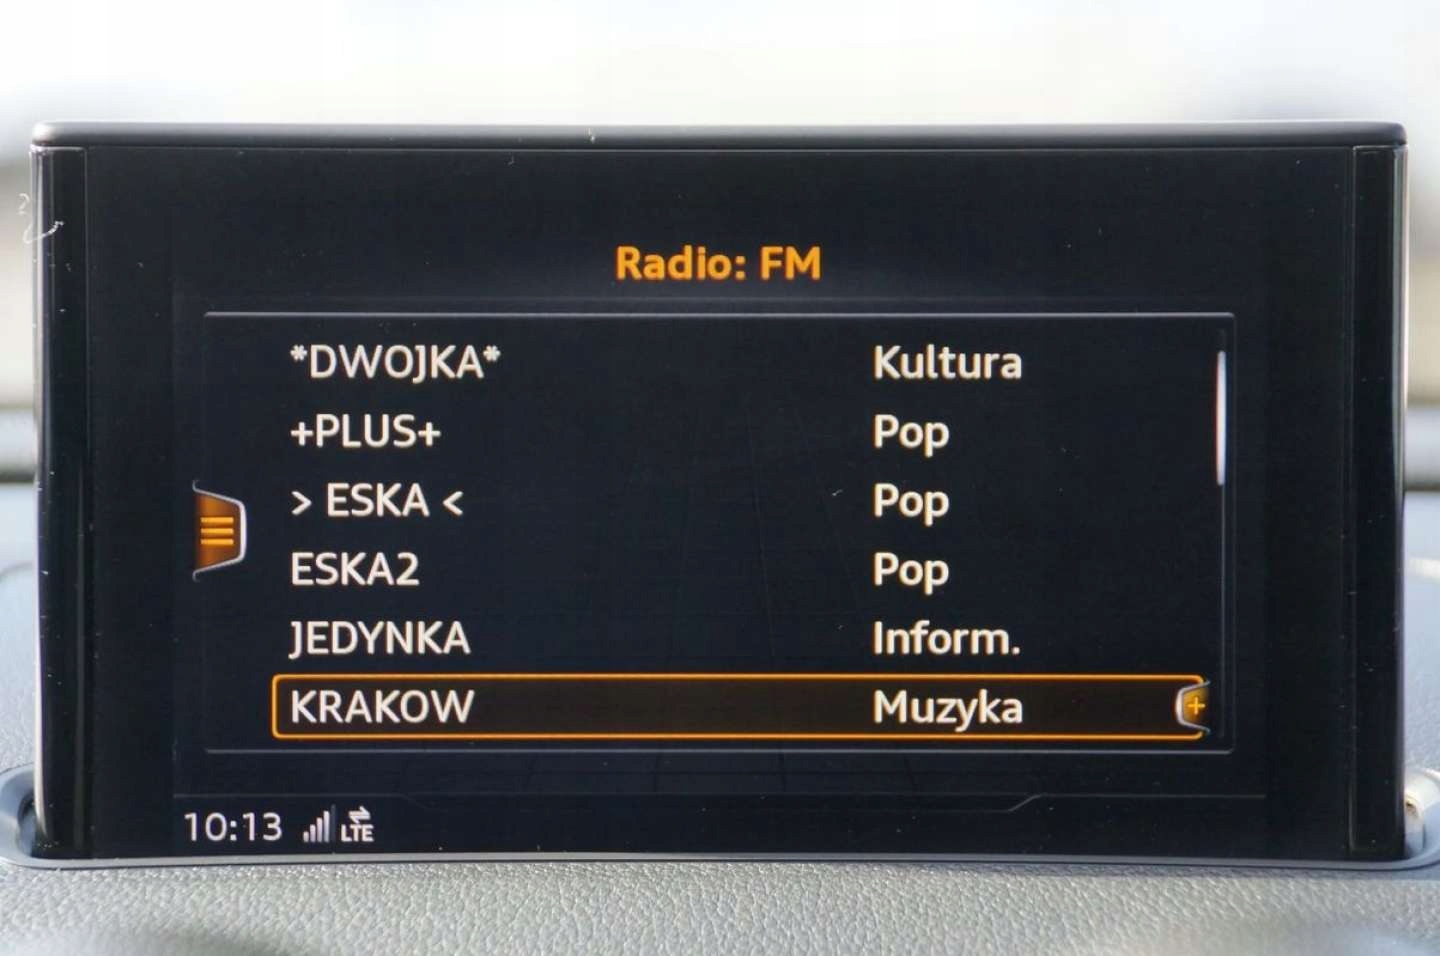 Radio: FM
*DWOJKA* Kultura
+PLUS+ Pop
> ESKA < Pop
ESKA2 Pop
JEDYNKA Inform.
KRAKOW Muzyka
10:13 LTE